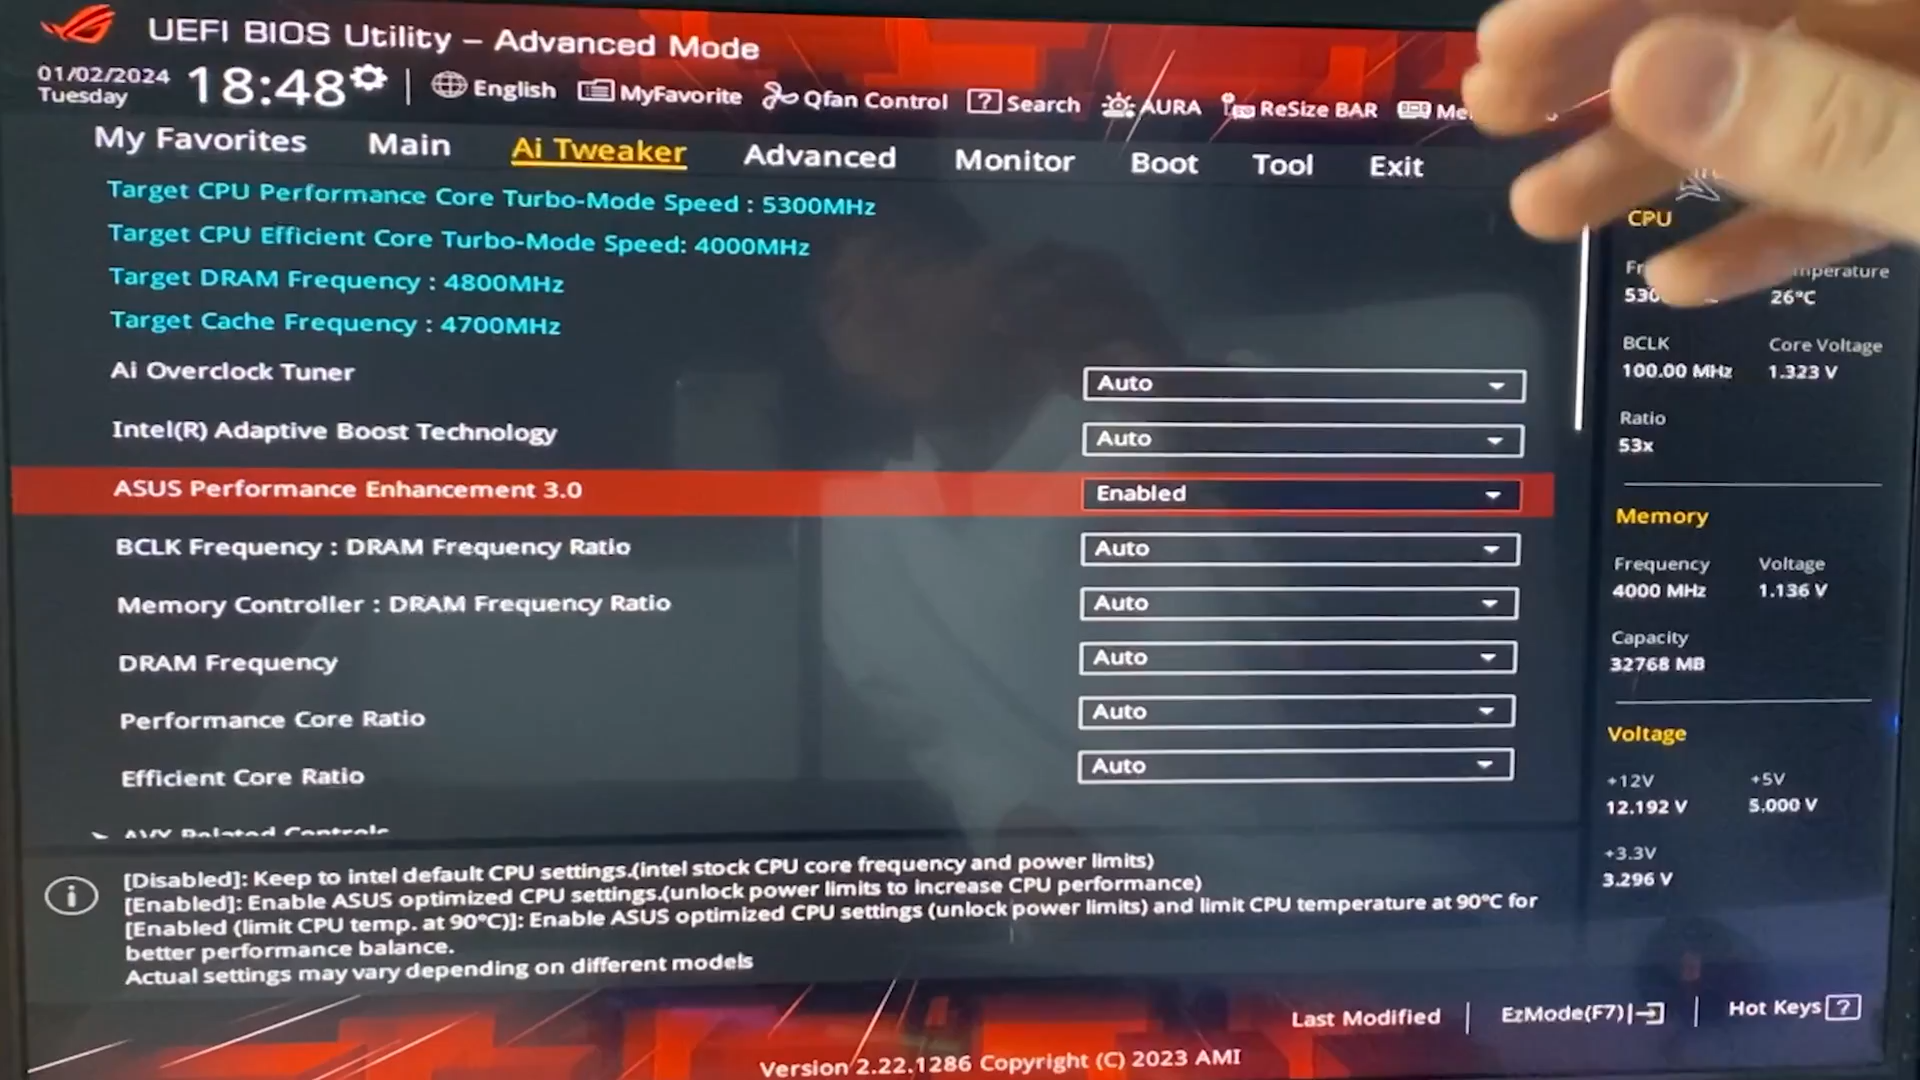 UEFI BIOS Utility – Advanced Mode
01/02/2024
Tuesday
18:48
English
MyFavorite
Qfan Control
? Search
AURA
ReSize BAR
My Favorites
Main
Ai Tweaker
Advanced
Monitor
Boot
Tool
Exit
Target CPU Performance Core Turbo-Mode Speed : 5300MHz
Target CPU Efficient Core Turbo-Mode Speed: 4000MHz
Target DRAM Frequency : 4800MHz
Target Cache Frequency : 4700MHz
Ai Overclock Tuner Auto
Intel(R) Adaptive Boost Technology Auto
ASUS Performance Enhancement 3.0 Enabled
BCLK Frequency : DRAM Frequency Ratio Auto
Memory Controller : DRAM Frequency Ratio Auto
DRAM Frequency Auto
Performance Core Ratio Auto
Efficient Core Ratio Auto
AVX Related Controls
[Disabled]: Keep to intel default CPU settings.(intel stock CPU core frequency and power limits)
[Enabled]: Enable ASUS optimized CPU settings.(unlock power limits to increase CPU performance)
[Enabled (limit CPU temp. at 90°C)]: Enable ASUS optimized CPU settings (unlock power limits) and limit CPU temperature at 90°C for
better performance balance.
Actual settings may vary depending on different models
CPU
26°C
BCLK Core Voltage
100.00 MHz 1.323 V
Ratio
53x
Memory
Frequency Voltage
4000 MHz 1.136 V
Capacity
32768 MB
Voltage
+12V +5V
12.192 V 5.000 V
+3.3V
3.296 V
Last Modified
EzMode(F7)
Hot Keys ?
Version 2.22.1286 Copyright (C) 2023 AMI